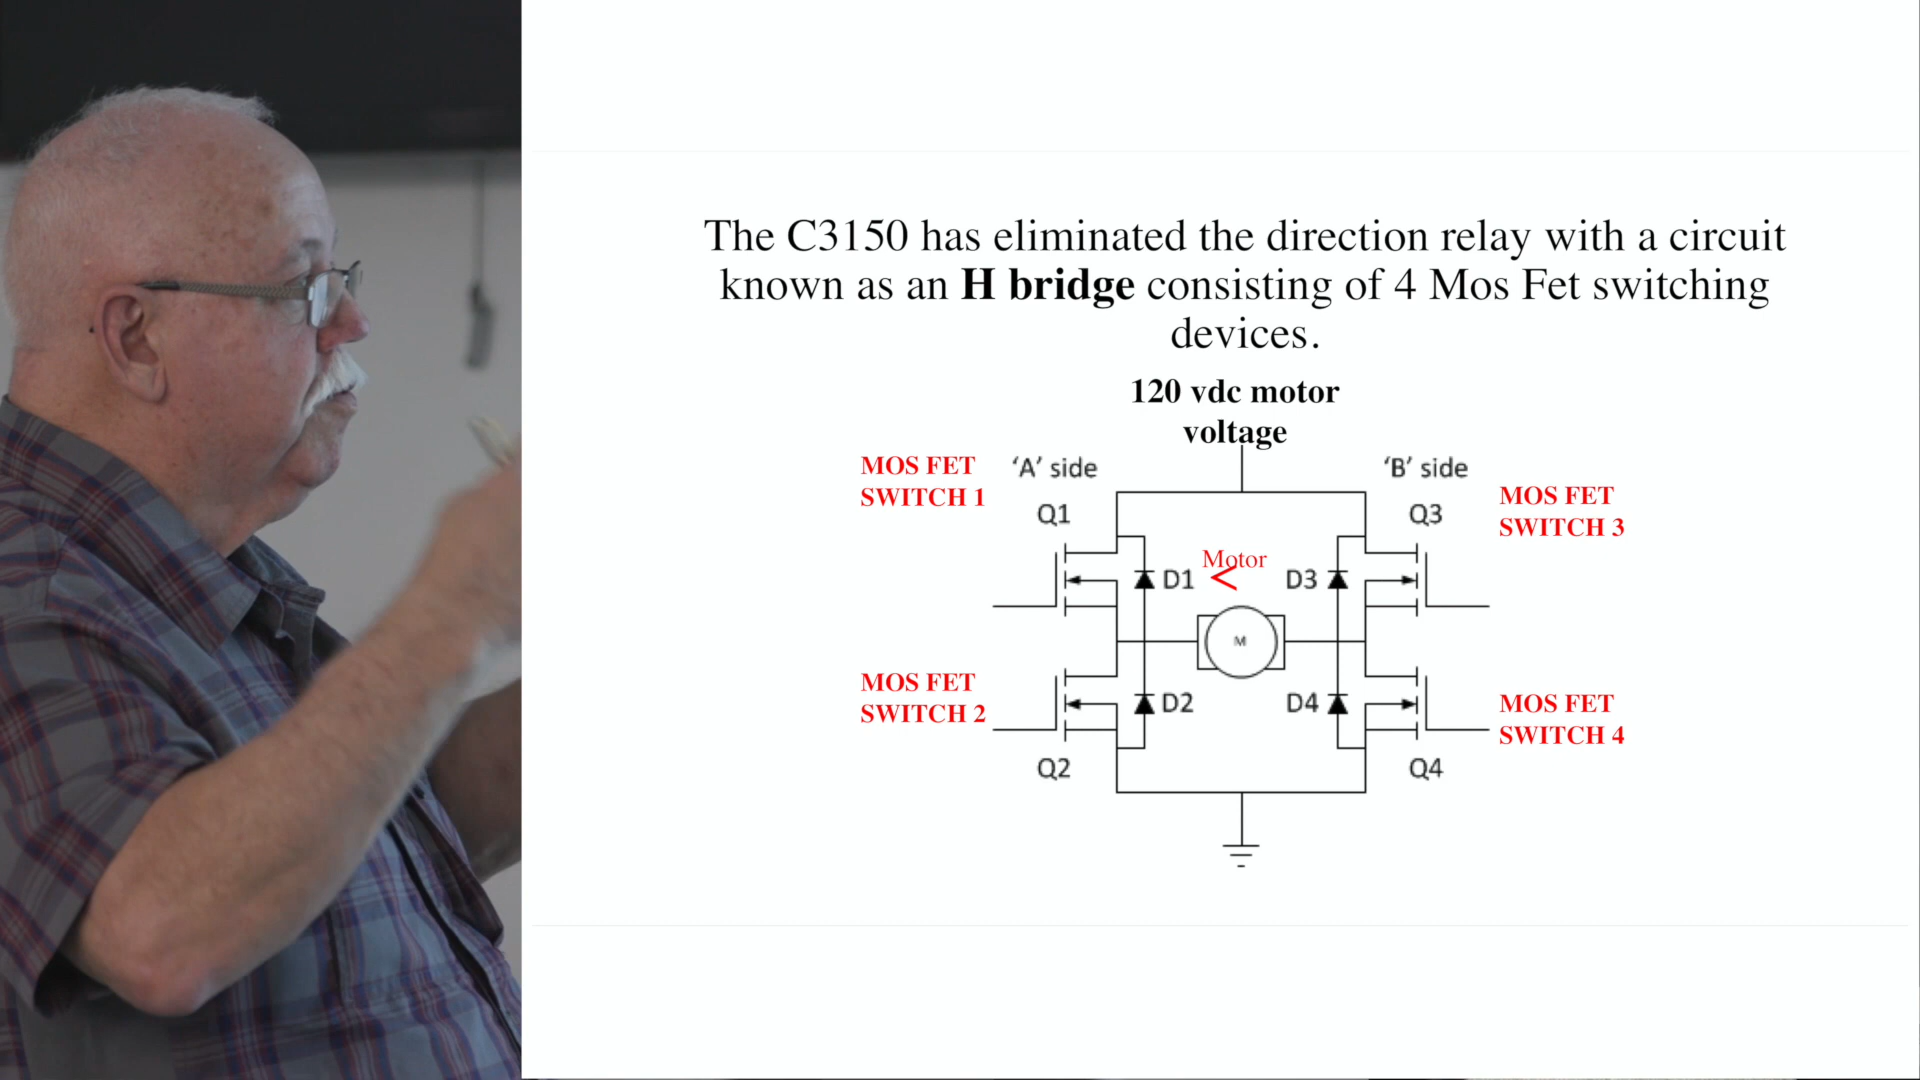 The C3150 has eliminated the direction relay with a circuit
known as an H bridge consisting of 4 Mos Fet switching
devices.
120 vdc motor
voltage
MOS FET
SWITCH 1
'A' side
Q1
'B' side
Q3
MOS FET
SWITCH 3
Motor
<
D1
D3
M
MOS FET
SWITCH 2
D2
D4
MOS FET
SWITCH 4
Q2
Q4